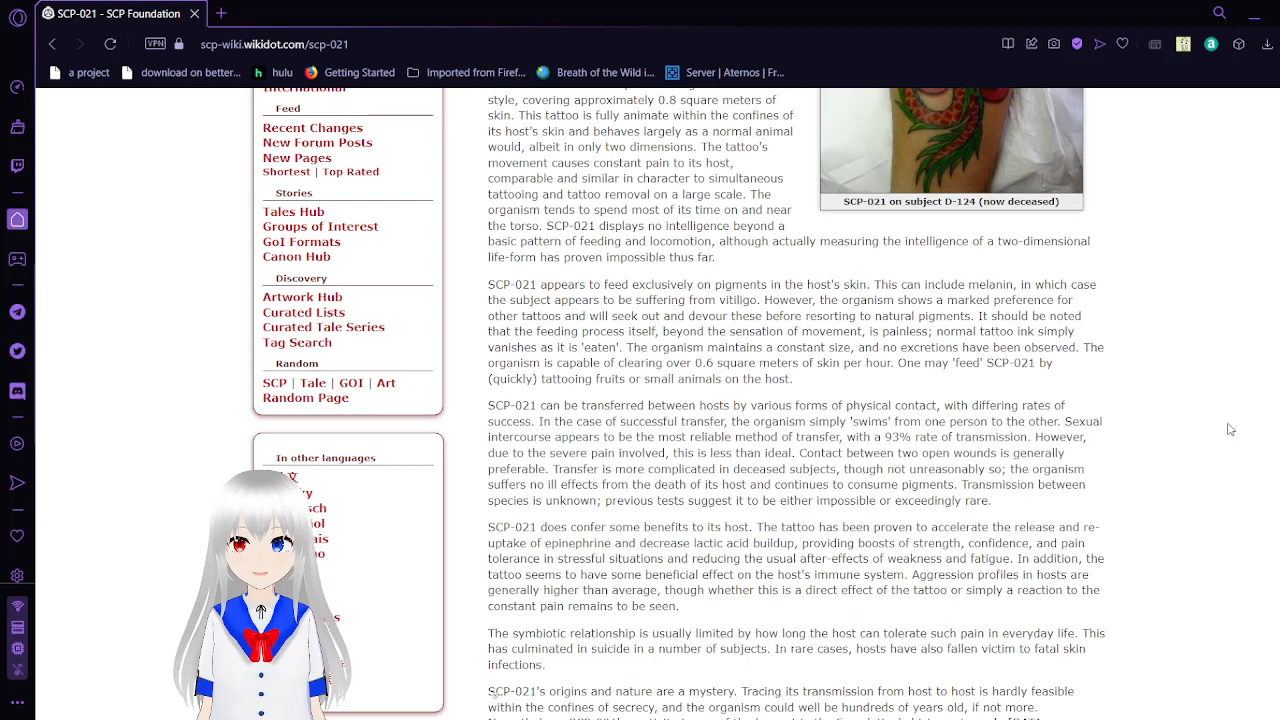 SCP-021 - SCP Foundation
VPN
scp-wiki.wikidot.com/scp-021
a project
download on better...
hulu
Getting Started
Imported from Firef...
Breath of the Wild i...
Server | Aternos | Fr...
International
Feed
Recent Changes
New Forum Posts
New Pages
Shortest | Top Rated
Stories
Tales Hub
Groups of Interest
GoI Formats
Canon Hub
Discovery
Artwork Hub
Curated Lists
Curated Tale Series
Tag Search
Random
SCP | Tale | GOI | Art
Random Page
In other languages
style, covering approximately 0.8 square meters of
skin. This tattoo is fully animate within the confines of
its host's skin and behaves largely as a normal animal
would, albeit in only two dimensions. The tattoo's
movement causes constant pain to its host,
comparable and similar in character to simultaneous
tattooing and tattoo removal on a large scale. The
organism tends to spend most of its time on and near
the torso. SCP-021 displays no intelligence beyond a
basic pattern of feeding and locomotion, although actually measuring the intelligence of a two-dimensional
life-form has proven impossible thus far.
SCP-021 on subject D-124 (now deceased)
SCP-021 appears to feed exclusively on pigments in the host's skin. This can include melanin, in which case
the subject appears to be suffering from vitiligo. However, the organism shows a marked preference for
other tattoos and will seek out and devour these before resorting to natural pigments. It should be noted
that the feeding process itself, beyond the sensation of movement, is painless; normal tattoo ink simply
vanishes as it is 'eaten'. The organism maintains a constant size, and no excretions have been observed. The
organism is capable of clearing over 0.6 square meters of skin per hour. One may 'feed' SCP-021 by
(quickly) tattooing fruits or small animals on the host.
SCP-021 can be transferred between hosts by various forms of physical contact, with differing rates of
success. In the case of successful transfer, the organism simply 'swims' from one person to the other. Sexual
intercourse appears to be the most reliable method of transfer, with a 93% rate of transmission. However,
due to the severe pain involved, this is less than ideal. Contact between two open wounds is generally
preferable. Transfer is more complicated in deceased subjects, though not unreasonably so; the organism
suffers no ill effects from the death of its host and continues to consume pigments. Transmission between
species is unknown; previous tests suggest it to be either impossible or exceedingly rare.
SCP-021 does confer some benefits to its host. The tattoo has been proven to accelerate the release and re-
uptake of epinephrine and decrease lactic acid buildup, providing boosts of strength, confidence, and pain
tolerance in stressful situations and reducing the usual after-effects of weakness and fatigue. In addition, the
tattoo seems to have some beneficial effect on the host's immune system. Aggression profiles in hosts are
generally higher than average, though whether this is a direct effect of the tattoo or simply a reaction to the
constant pain remains to be seen.
The symbiotic relationship is usually limited by how long the host can tolerate such pain in everyday life. This
has culminated in suicide in a number of subjects. In rare cases, hosts have also fallen victim to fatal skin
infections.
SCP-021's origins and nature are a mystery. Tracing its transmission from host to host is hardly feasible
within the confines of secrecy, and the organism could well be hundreds of years old, if not more.